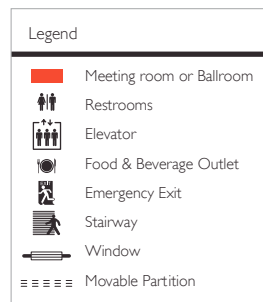 Legend
Meeting room or Ballroom
Restrooms
Elevator
Food & Beverage Outlet
Emergency Exit
Stairway
Window
Movable Partition